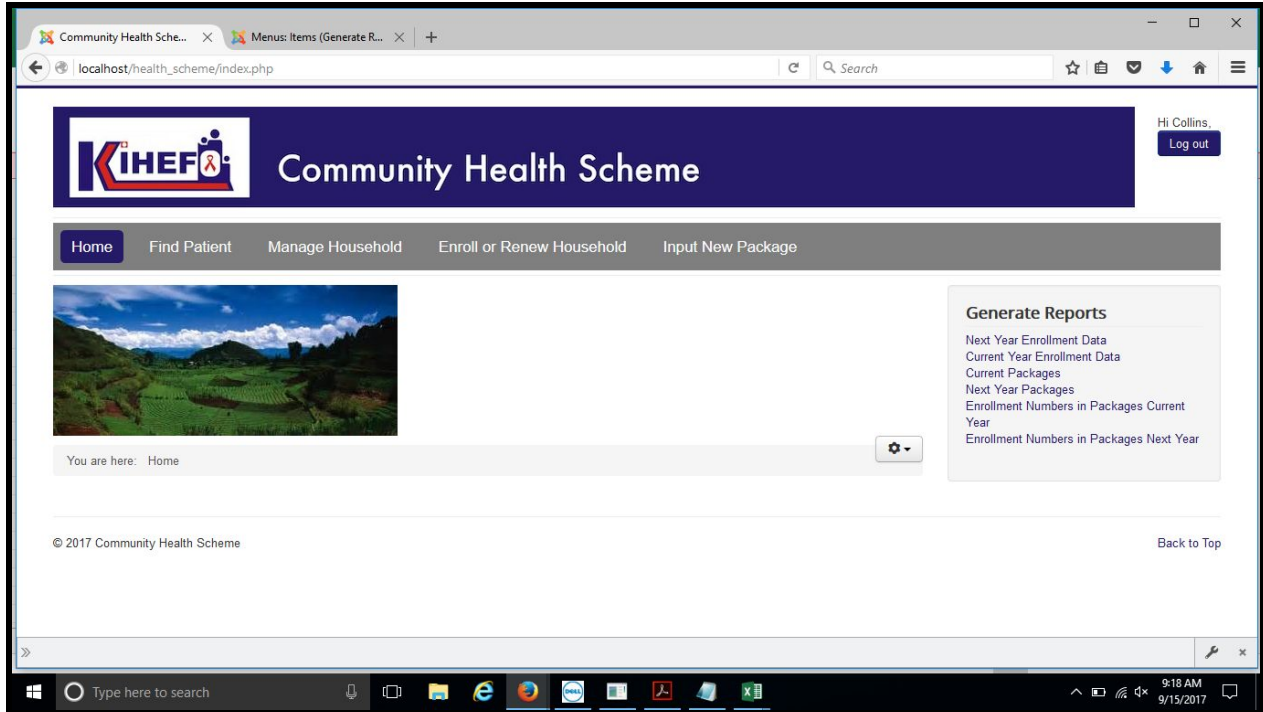 Community Health Sche...
Menus: Items (Generate R...
localhost/health_scheme/index.php
Search
KIHEFO
Community Health Scheme
Hi Collins,
Log out
Home
Find Patient
Manage Household
Enroll or Renew Household
Input New Package
Generate Reports
Next Year Enrollment Data
Current Year Enrollment Data
Current Packages
Next Year Packages
Enrollment Numbers in Packages Current
Year
Enrollment Numbers in Packages Next Year
You are here: Home
© 2017 Community Health Scheme
Back to Top
Type here to search
DELL
9:18 AM
9/15/2017